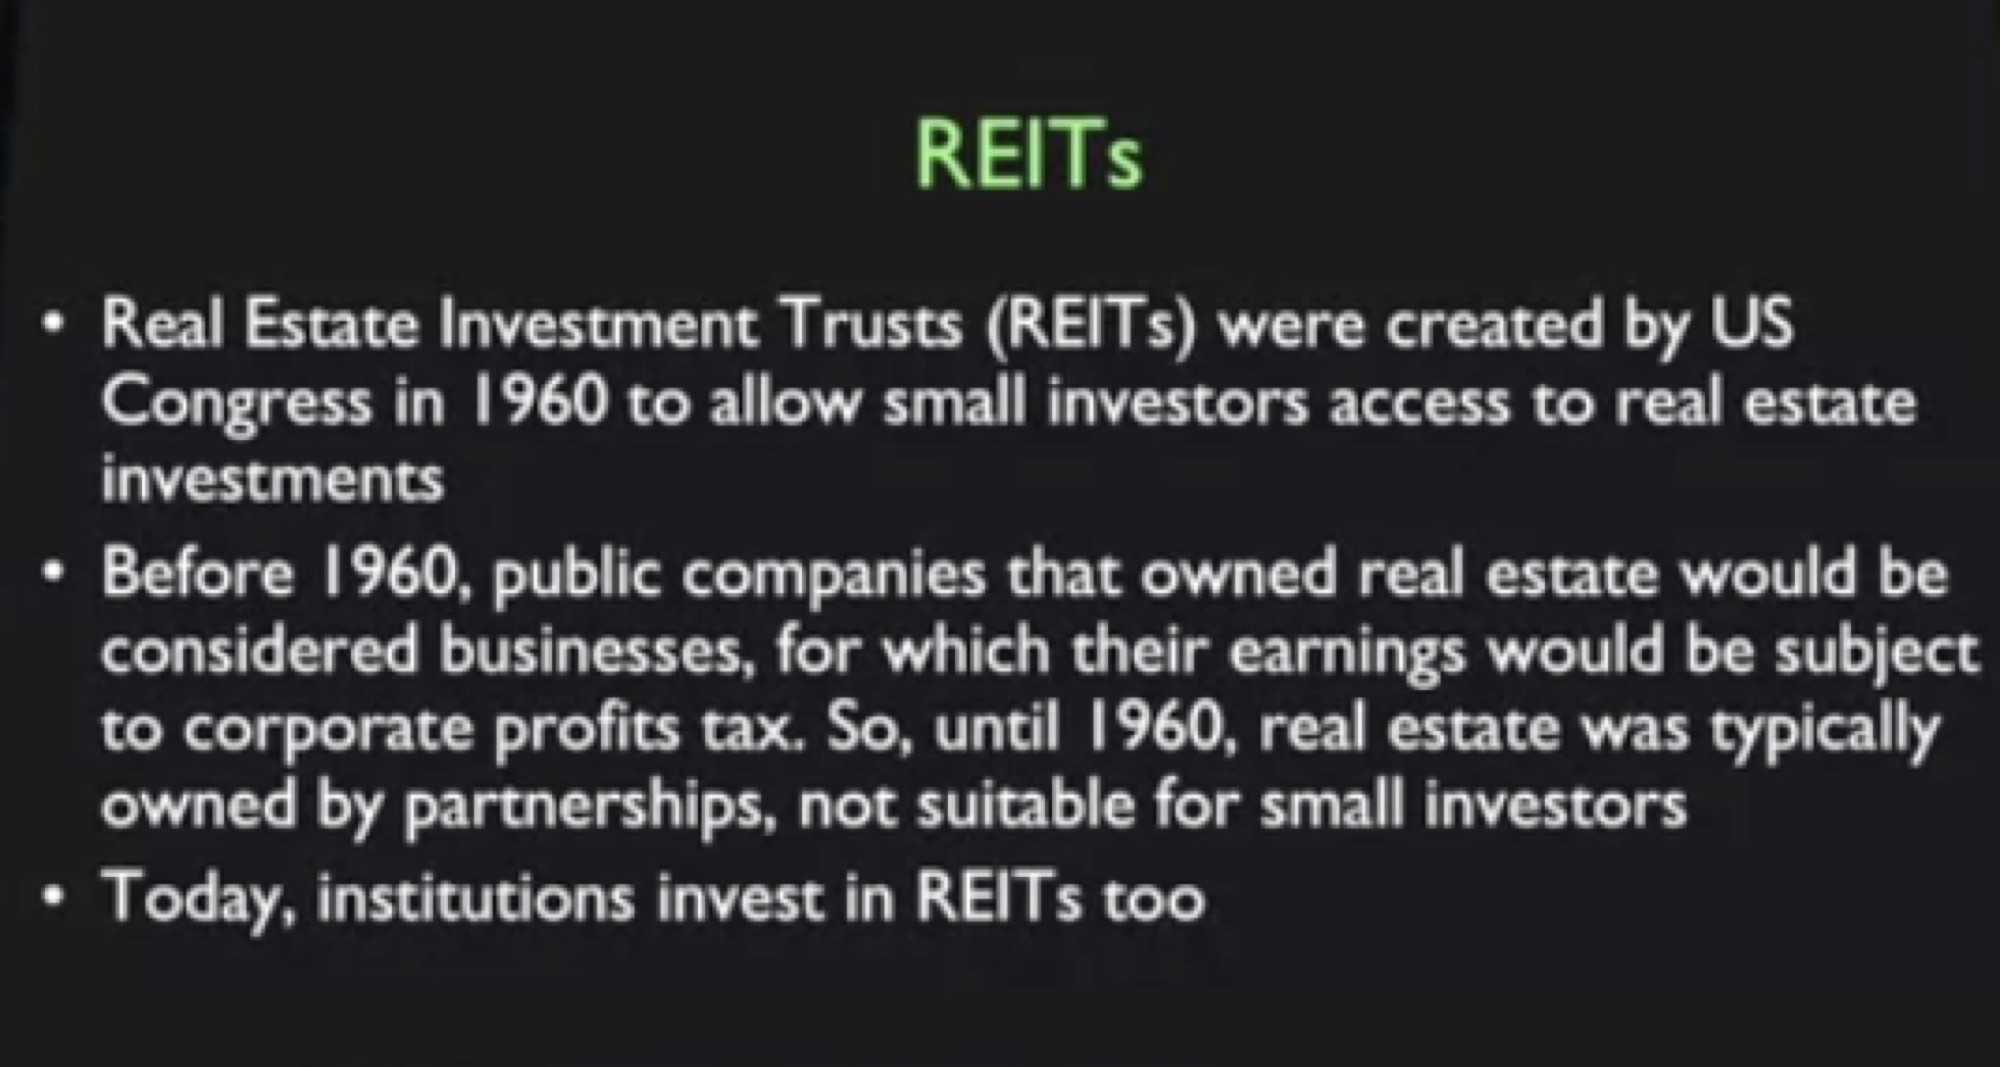 REITs
• Real Estate Investment Trusts (REITs) were created by US
Congress in 1960 to allow small investors access to real estate
investments
• Before 1960, public companies that owned real estate would be
considered businesses, for which their earnings would be subject
to corporate profits tax. So, until 1960, real estate was typically
owned by partnerships, not suitable for small investors
• Today, institutions invest in REITs too